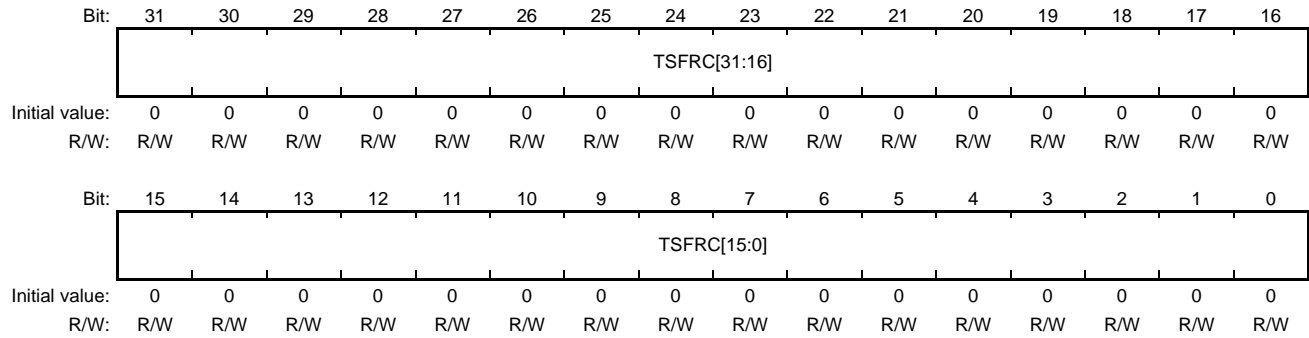 Bit: 31 30 29 28 27 26 25 24 23 22 21 20 19 18 17 16
TSFRC[31:16]
Initial value: 0 0 0 0 0 0 0 0 0 0 0 0 0 0 0 0
R/W: R/W R/W R/W R/W R/W R/W R/W R/W R/W R/W R/W R/W R/W R/W R/W R/W
Bit: 15 14 13 12 11 10 9 8 7 6 5 4 3 2 1 0
TSFRC[15:0]
Initial value: 0 0 0 0 0 0 0 0 0 0 0 0 0 0 0 0
R/W: R/W R/W R/W R/W R/W R/W R/W R/W R/W R/W R/W R/W R/W R/W R/W R/W